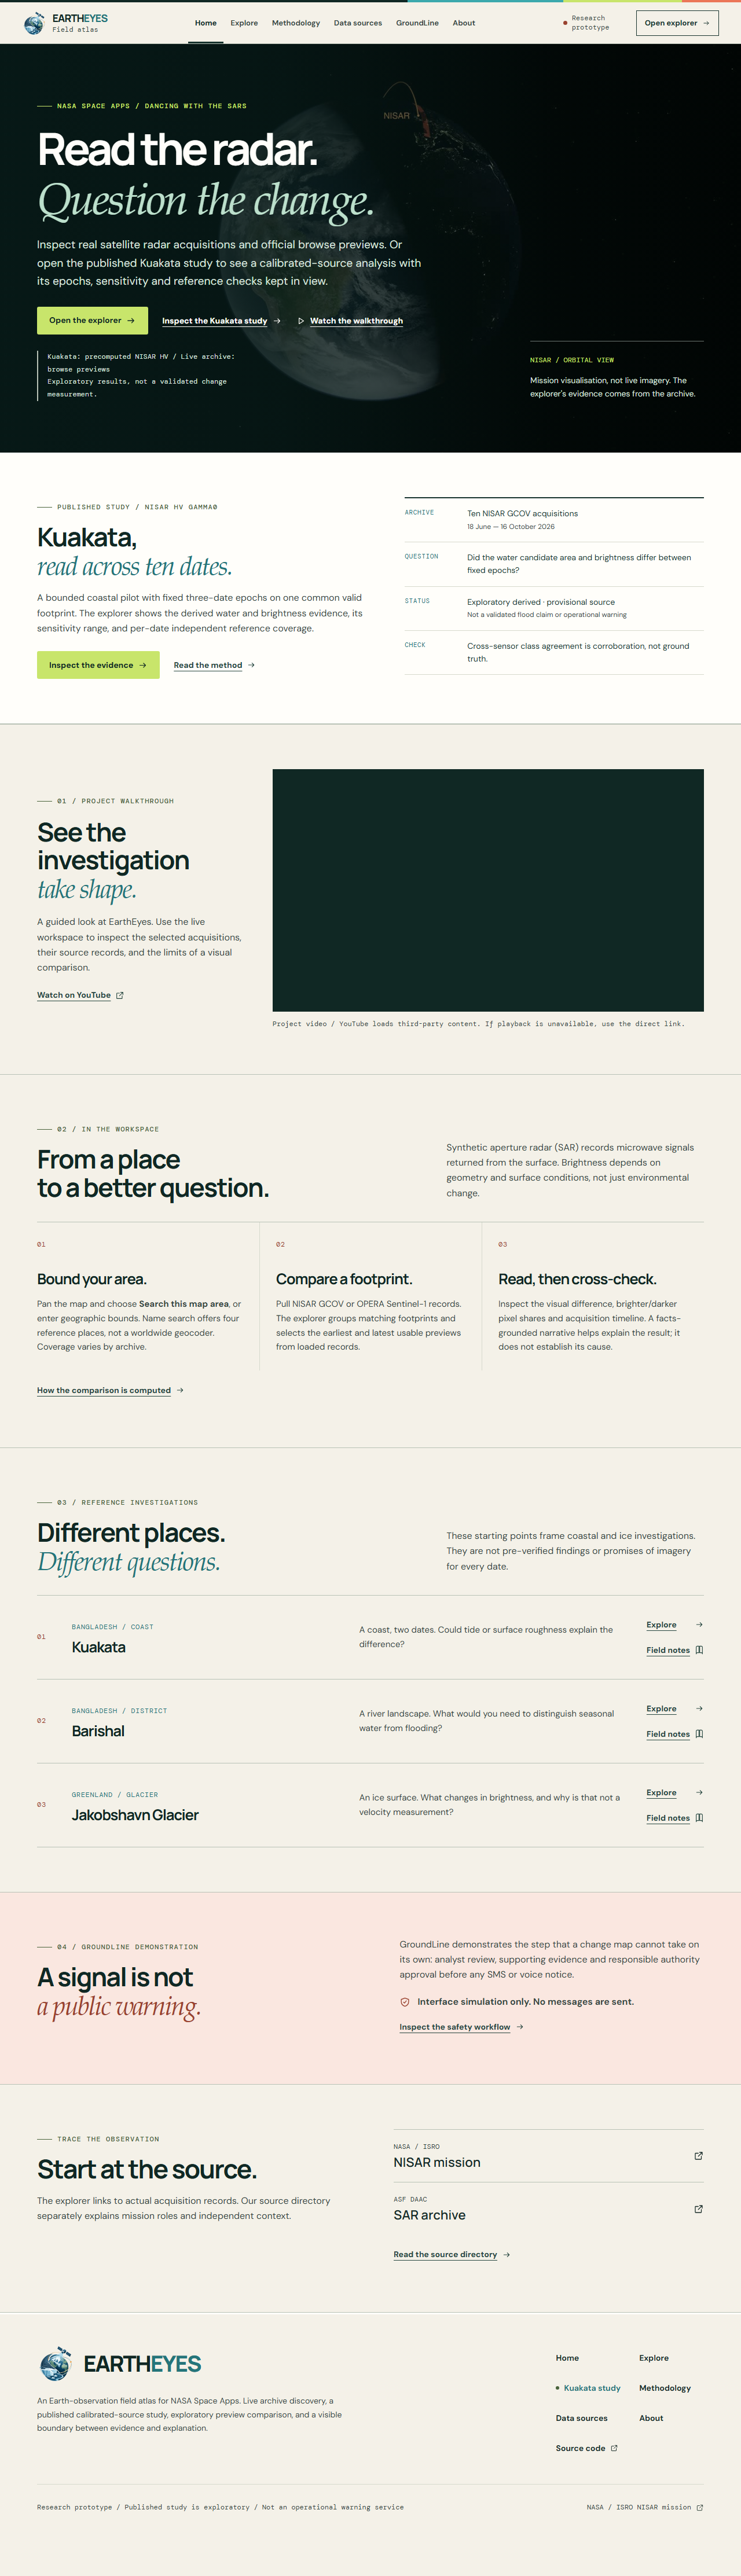 EARTHEYES
Field atlas
Home
Explore
Methodology
Data sources
GroundLine
About
Research
prototype
Open explorer
NASA SPACE APPS / DANCING WITH THE SARS
NISAR
Read the radar.
Question the change.
Inspect real satellite radar acquisitions and official browse previews. Or
open the published Kuakata study to see a calibrated-source analysis with
its epochs, sensitivity and reference checks kept in view.
Open the explorer
Inspect the Kuakata study
Watch the walkthrough
Kuakata: precomputed NISAR HV / Live archive:
browse previews
Exploratory results, not a validated change
measurement.
NISAR / ORBITAL VIEW
Mission visualisation, not live imagery. The
explorer's evidence comes from the archive.
PUBLISHED STUDY / NISAR HV GAMMA0
Kuakata,
read across ten dates.
A bounded coastal pilot with fixed three-date epochs on one common valid
footprint. The explorer shows the derived water and brightness evidence, its
sensitivity range, and per-date independent reference coverage.
Inspect the evidence
Read the method
ARCHIVE
Ten NISAR GCOV acquisitions
18 June — 16 October 2026
QUESTION
Did the water candidate area and brightness differ between
fixed epochs?
STATUS
Exploratory derived · provisional source
Not a validated flood claim or operational warning
CHECK
Cross-sensor class agreement is corroboration, not ground
truth.
01 / PROJECT WALKTHROUGH
See the
investigation
take shape.
A guided look at EarthEyes. Use the live
workspace to inspect the selected acquisitions,
their source records, and the limits of a visual
comparison.
Watch on YouTube
Project video / YouTube loads third-party content. If playback is unavailable, use the direct link.
02 / IN THE WORKSPACE
From a place
to a better question.
Synthetic aperture radar (SAR) records microwave signals
returned from the surface. Brightness depends on
geometry and surface conditions, not just environmental
change.
01
Bound your area.
Pan the map and choose Search this map area, or
enter geographic bounds. Name search offers four
reference places, not a worldwide geocoder.
Coverage varies by archive.
02
Compare a footprint.
Pull NISAR GCOV or OPERA Sentinel-1 records.
The explorer groups matching footprints and
selects the earliest and latest usable previews
from loaded records.
03
Read, then cross-check.
Inspect the visual difference, brighter/darker
pixel shares and acquisition timeline. A facts-
grounded narrative helps explain the result; it
does not establish its cause.
How the comparison is computed
03 / REFERENCE INVESTIGATIONS
Different places.
Different questions.
These starting points frame coastal and ice investigations.
They are not pre-verified findings or promises of imagery
for every date.
01
BANGLADESH / COAST
Kuakata
A coast, two dates. Could tide or surface roughness explain the
difference?
Explore
Field notes
02
BANGLADESH / DISTRICT
Barishal
A river landscape. What would you need to distinguish seasonal
water from flooding?
Explore
Field notes
03
GREENLAND / GLACIER
Jakobshavn Glacier
An ice surface. What changes in brightness, and why is that not a
velocity measurement?
Explore
Field notes
04 / GROUNDLINE DEMONSTRATION
A signal is not
a public warning.
GroundLine demonstrates the step that a change map cannot take on
its own: analyst review, supporting evidence and responsible authority
approval before any SMS or voice notice.
Interface simulation only. No messages are sent.
Inspect the safety workflow
TRACE THE OBSERVATION
Start at the source.
The explorer links to actual acquisition records. Our source directory
separately explains mission roles and independent context.
NASA / ISRO
NISAR mission
ASF DAAC
SAR archive
Read the source directory
EARTHEYES
An Earth-observation field atlas for NASA Space Apps. Live archive discovery, a
published calibrated-source study, exploratory preview comparison, and a visible
boundary between evidence and explanation.
Home
Explore
Kuakata study
Methodology
Data sources
About
Source code
Research prototype / Published study is exploratory / Not an operational warning service
NASA / ISRO NISAR mission